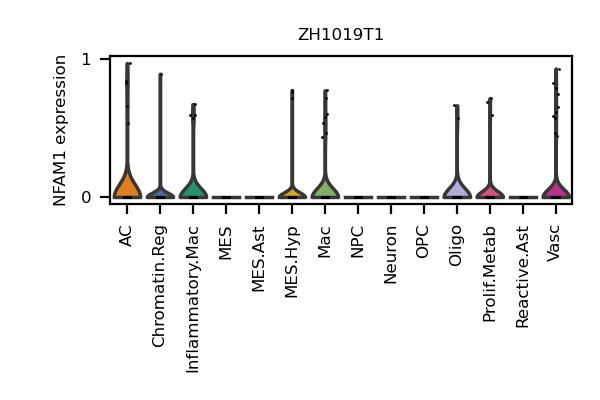 ZH1019T1
NFAM1 expression
1
0
AC
Chromatin.Reg
Inflammatory.Mac
MES
MES.Ast
MES.Hyp
Mac
NPC
Neuron
OPC
Oligo
Prolif.Metab
Reactive.Ast
Vasc